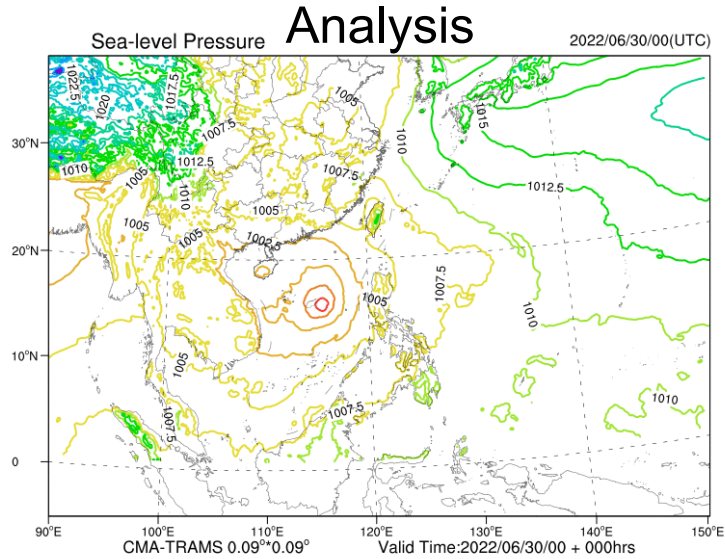 Analysis
Sea-level Pressure
2022/06/30/00(UTC)
1022.5
1020
1017.5
1005
1007.5
1010
1015
30°N
1012.5
1010
1005
1010
1007.5
1012.5
1005
1005
1005
1002.5
20°N
1007.5
1005
1010
10°N
1005
1007.5
1010
1007.5
0
90°E
100°E
110°E
120°E
130°E
140°E
150°E
CMA-TRAMS 0.09°*0.09°
Valid Time:2022/06/30/00 + 000hrs